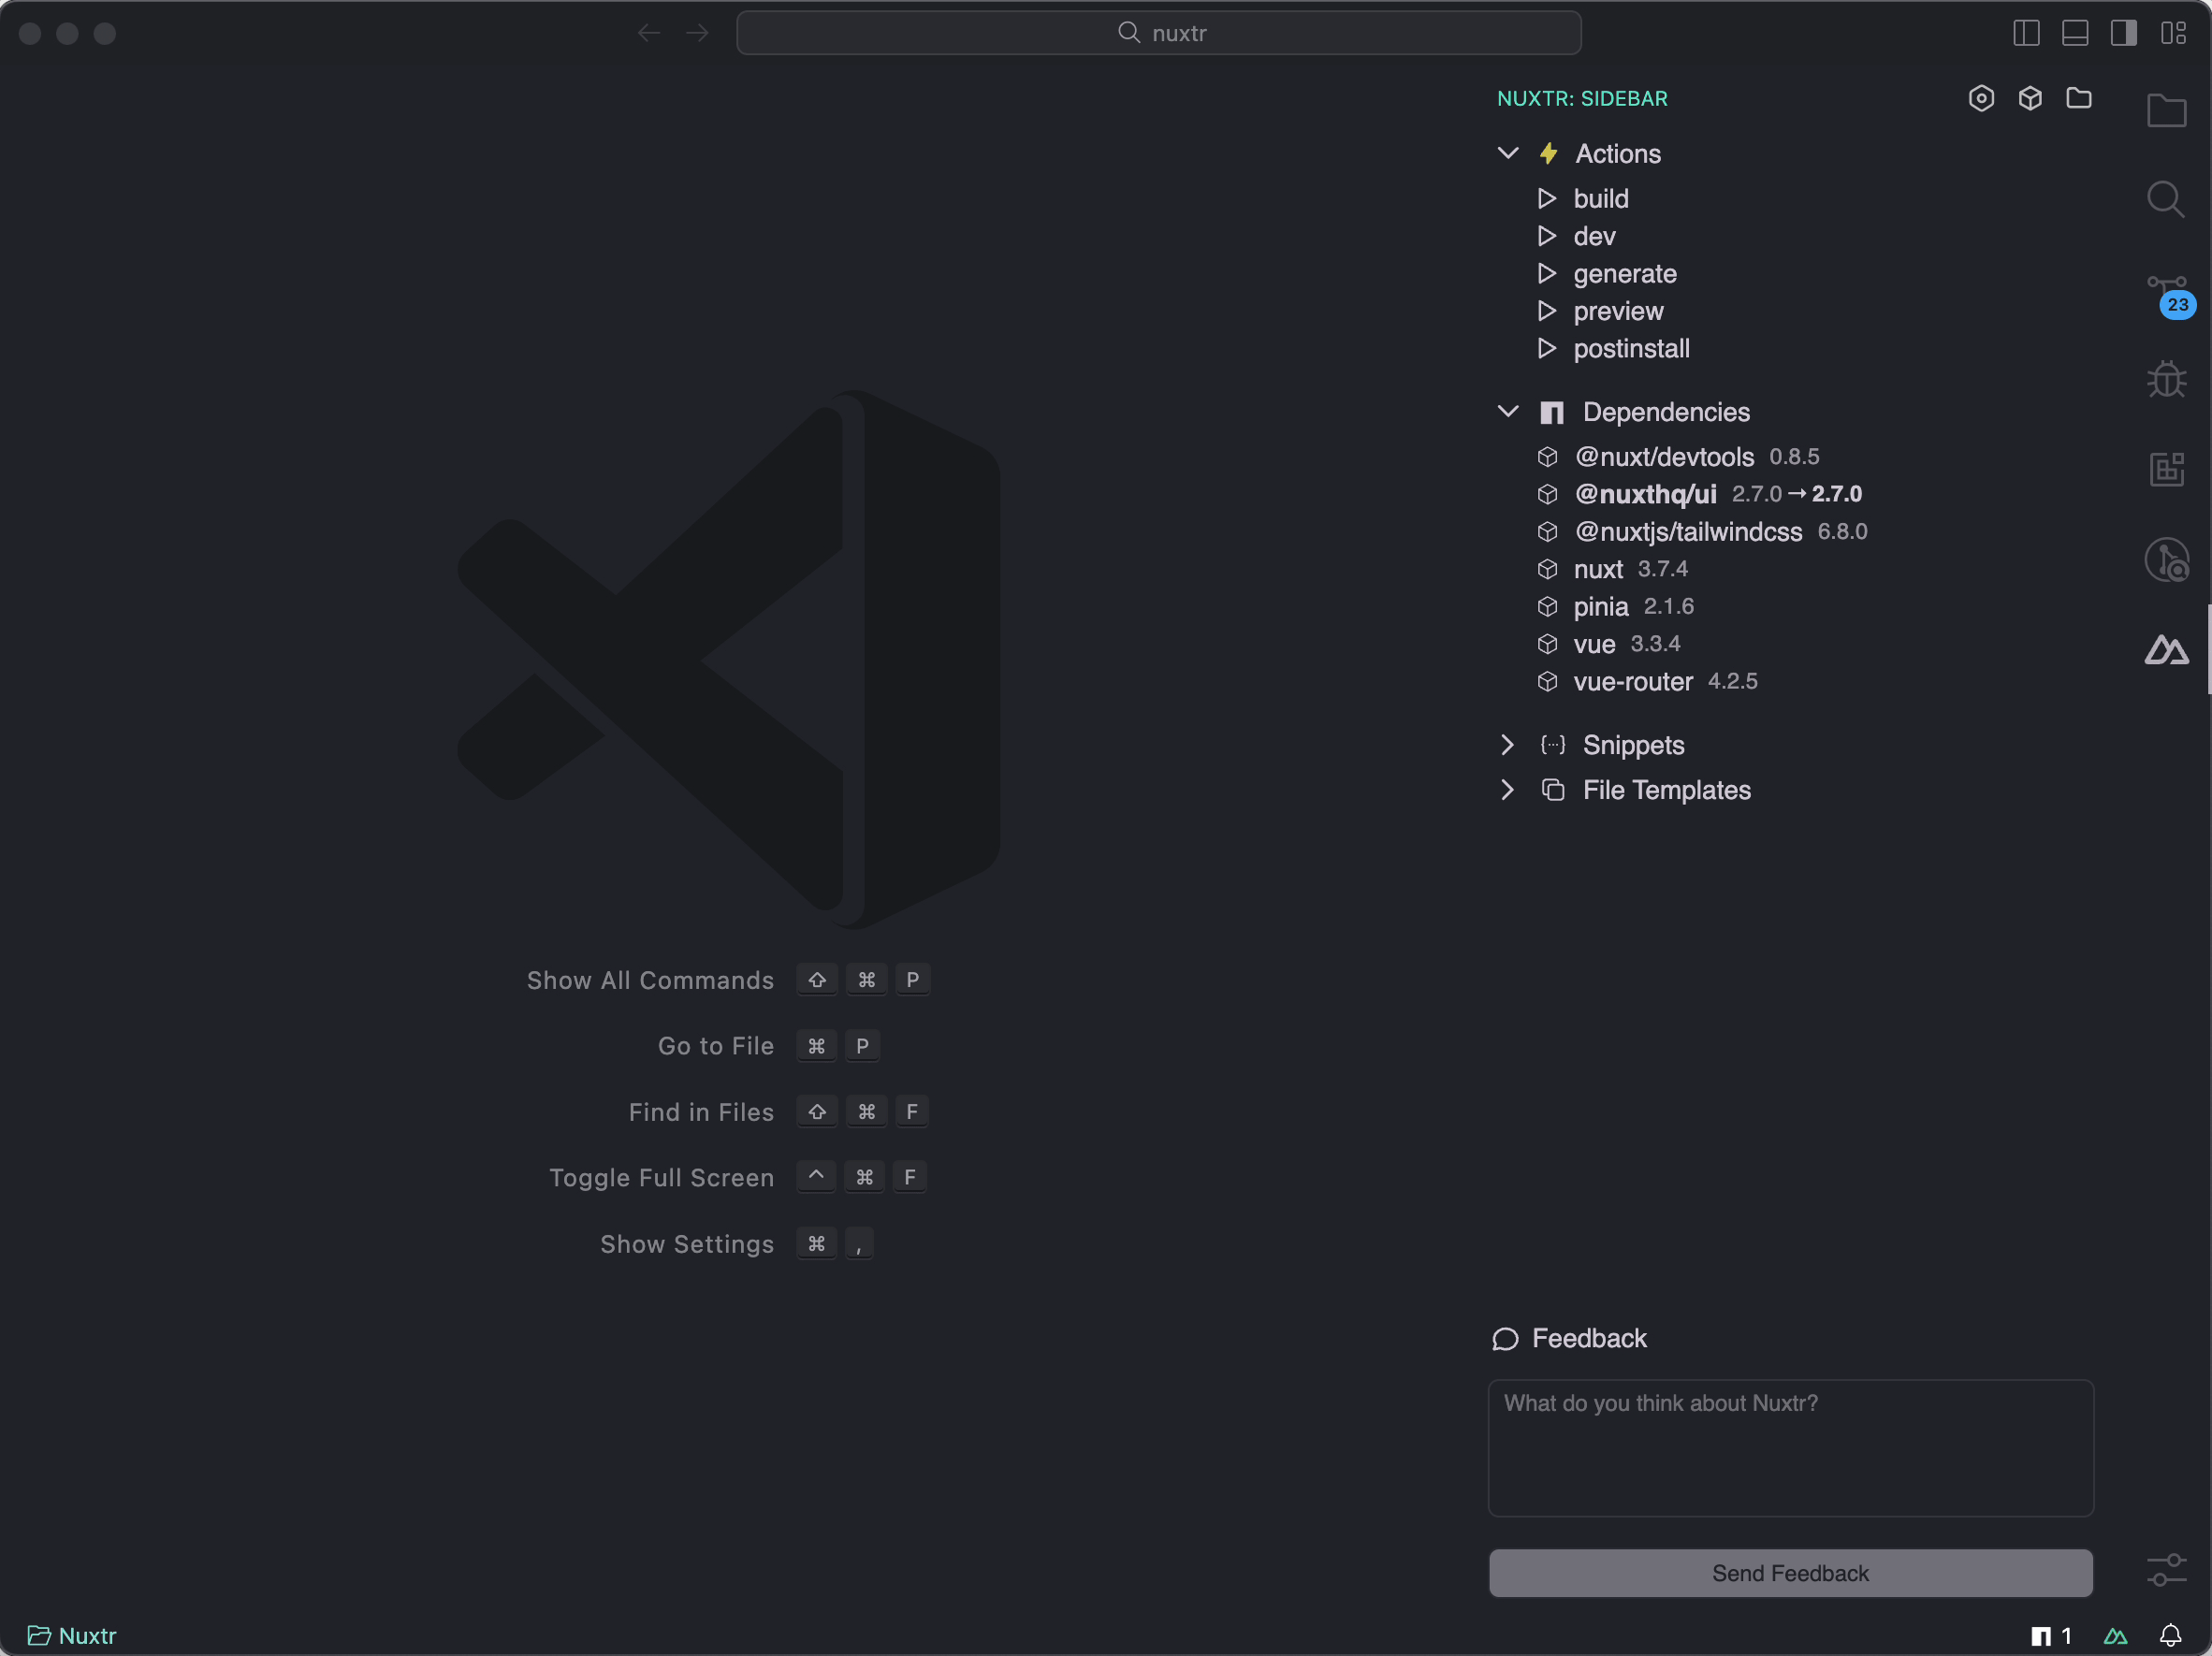 nuxtr
NUXTR: SIDEBAR
Actions
build
dev
generate
preview
postinstall
23
Dependencies
@nuxt/devtools 0.8.5
@nuxthq/ui 2.7.0 → 2.7.0
@nuxtjs/tailwindcss 6.8.0
nuxt 3.7.4
pinia 2.1.6
vue 3.3.4
vue-router 4.2.5
Snippets
File Templates
Show All Commands ⇧ ⌘ P
Go to File ⌘ P
Find in Files ⇧ ⌘ F
Toggle Full Screen ^ ⌘ F
Show Settings ⌘ ,
Feedback
What do you think about Nuxtr?
Send Feedback
Nuxtr
1